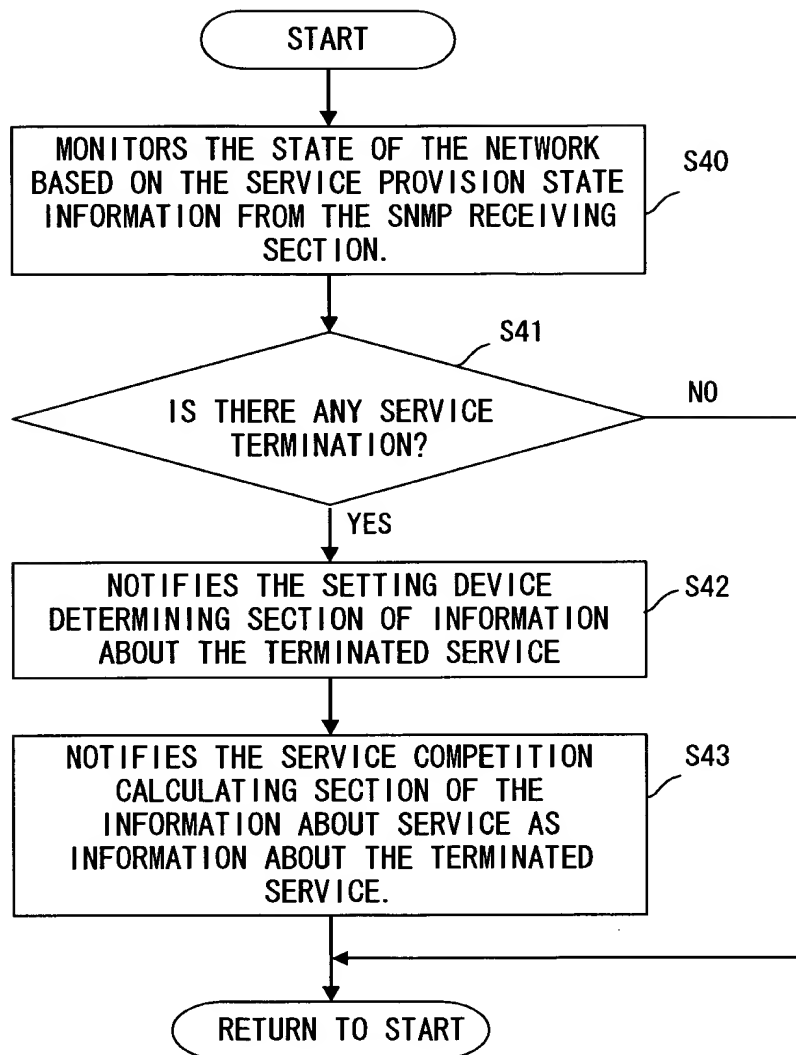 START
MONITORS THE STATE OF THE NETWORK
BASED ON THE SERVICE PROVISION STATE
INFORMATION FROM THE SNMP RECEIVING
SECTION.
S40
S41
IS THERE ANY SERVICE
TERMINATION?
NO
YES
NOTIFIES THE SETTING DEVICE
DETERMINING SECTION OF INFORMATION
ABOUT THE TERMINATED SERVICE
S42
NOTIFIES THE SERVICE COMPETITION
CALCULATING SECTION OF THE
INFORMATION ABOUT SERVICE AS
INFORMATION ABOUT THE TERMINATED
SERVICE.
S43
RETURN TO START